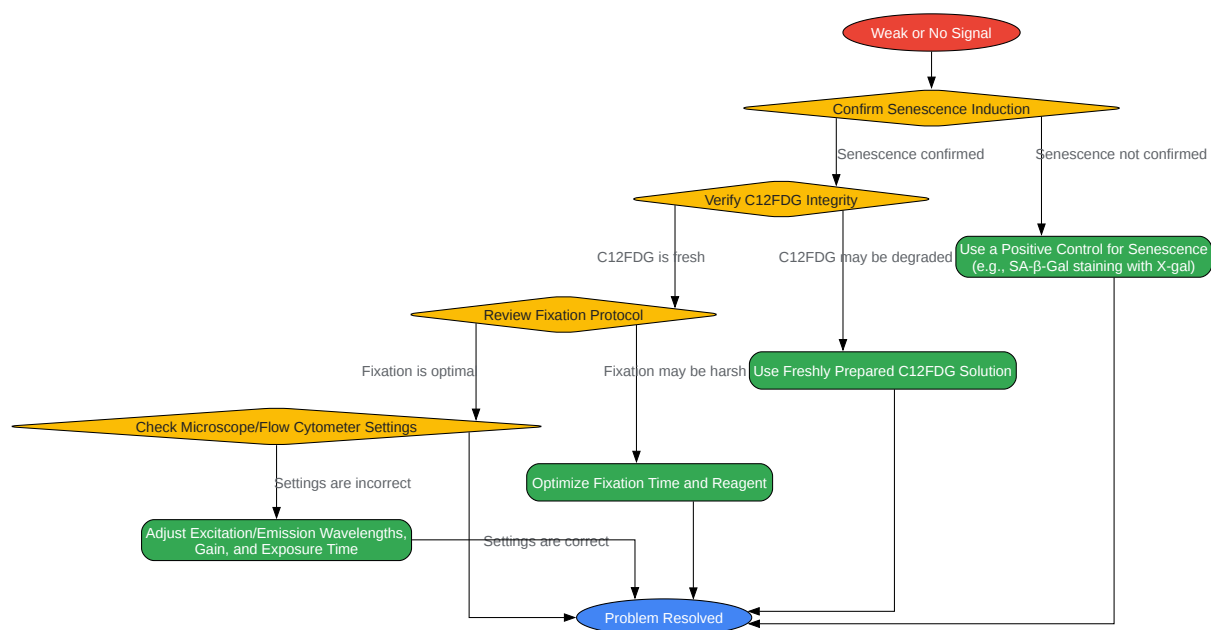 Weak or No Signal
Confirm Senescence Induction
Senescence confirmed
Senescence not confirmed
Verify C12FDG Integrity
C12FDG is fresh
C12FDG may be degraded
Use a Positive Control for Senescence
(e.g., SA-β-Gal staining with X-gal)
Review Fixation Protocol
Fixation is optimal
Fixation may be harsh
Use Freshly Prepared C12FDG Solution
Check Microscope/Flow Cytometer Settings
Settings are incorrect
Optimize Fixation Time and Reagent
Adjust Excitation/Emission Wavelengths,
Gain, and Exposure Time
Settings are correct
Problem Resolved